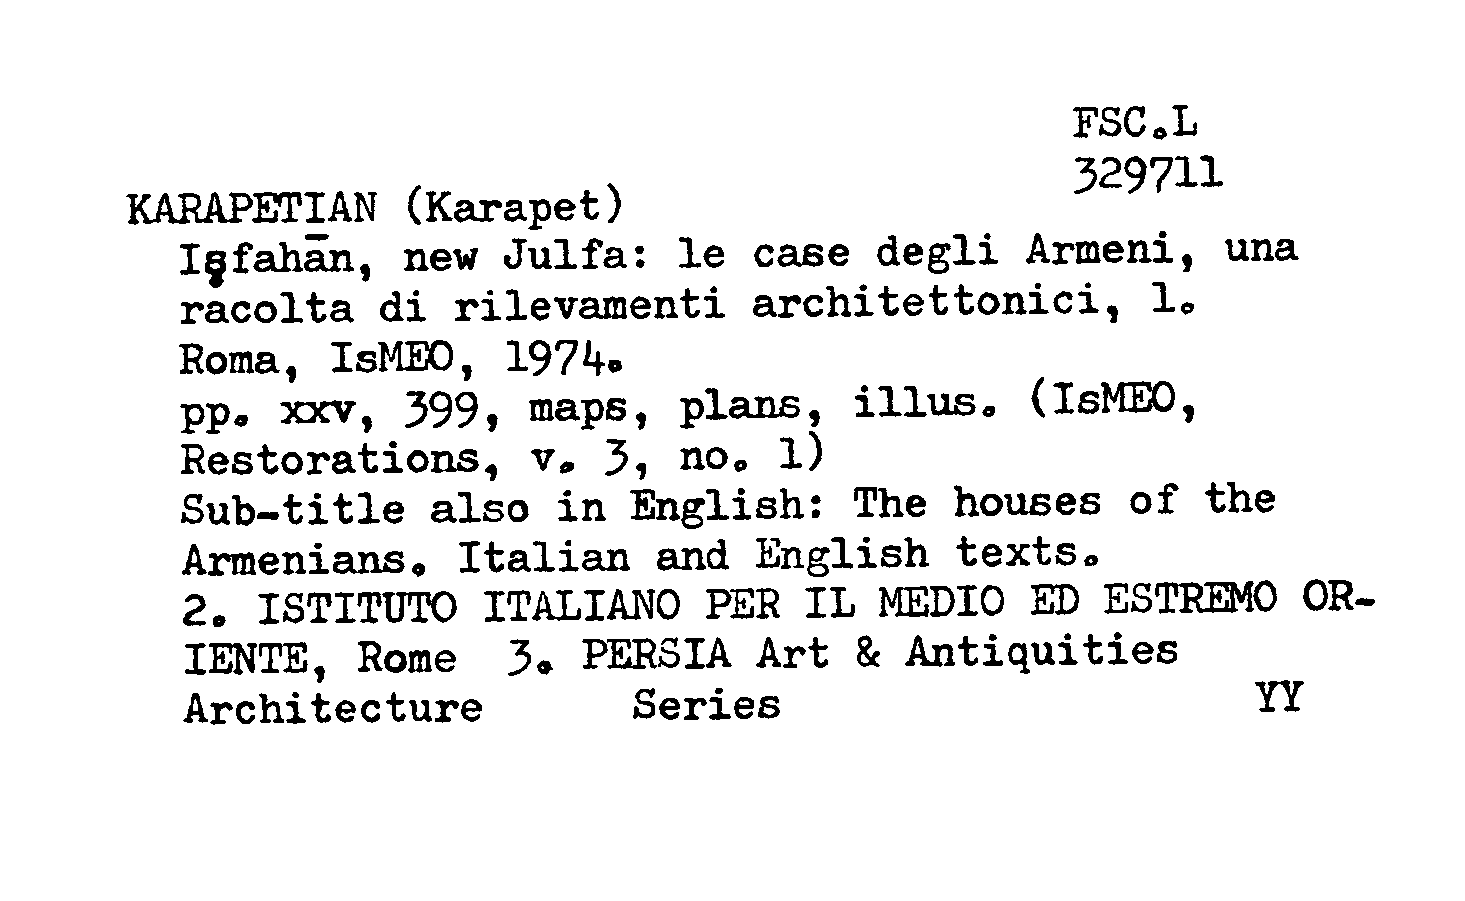 FSC.L
329711
KARAPETIAN (Karapet)
Iṣfahān, new Julfa: le case degli Armeni, una
racolta di rilevamenti architettonici, 1.
Roma, IsMEO, 1974.
pp. xxv, 399, maps, plans, illus. (IsMEO,
Restorations, v. 3, no. 1)
Sub-title also in English: The houses of the
Armenians. Italian and English texts.
2. ISTITUTO ITALIANO PER IL MEDIO ED ESTREMO OR-
IENTE, Rome 3. PERSIA Art & Antiquities
Architecture Series YY